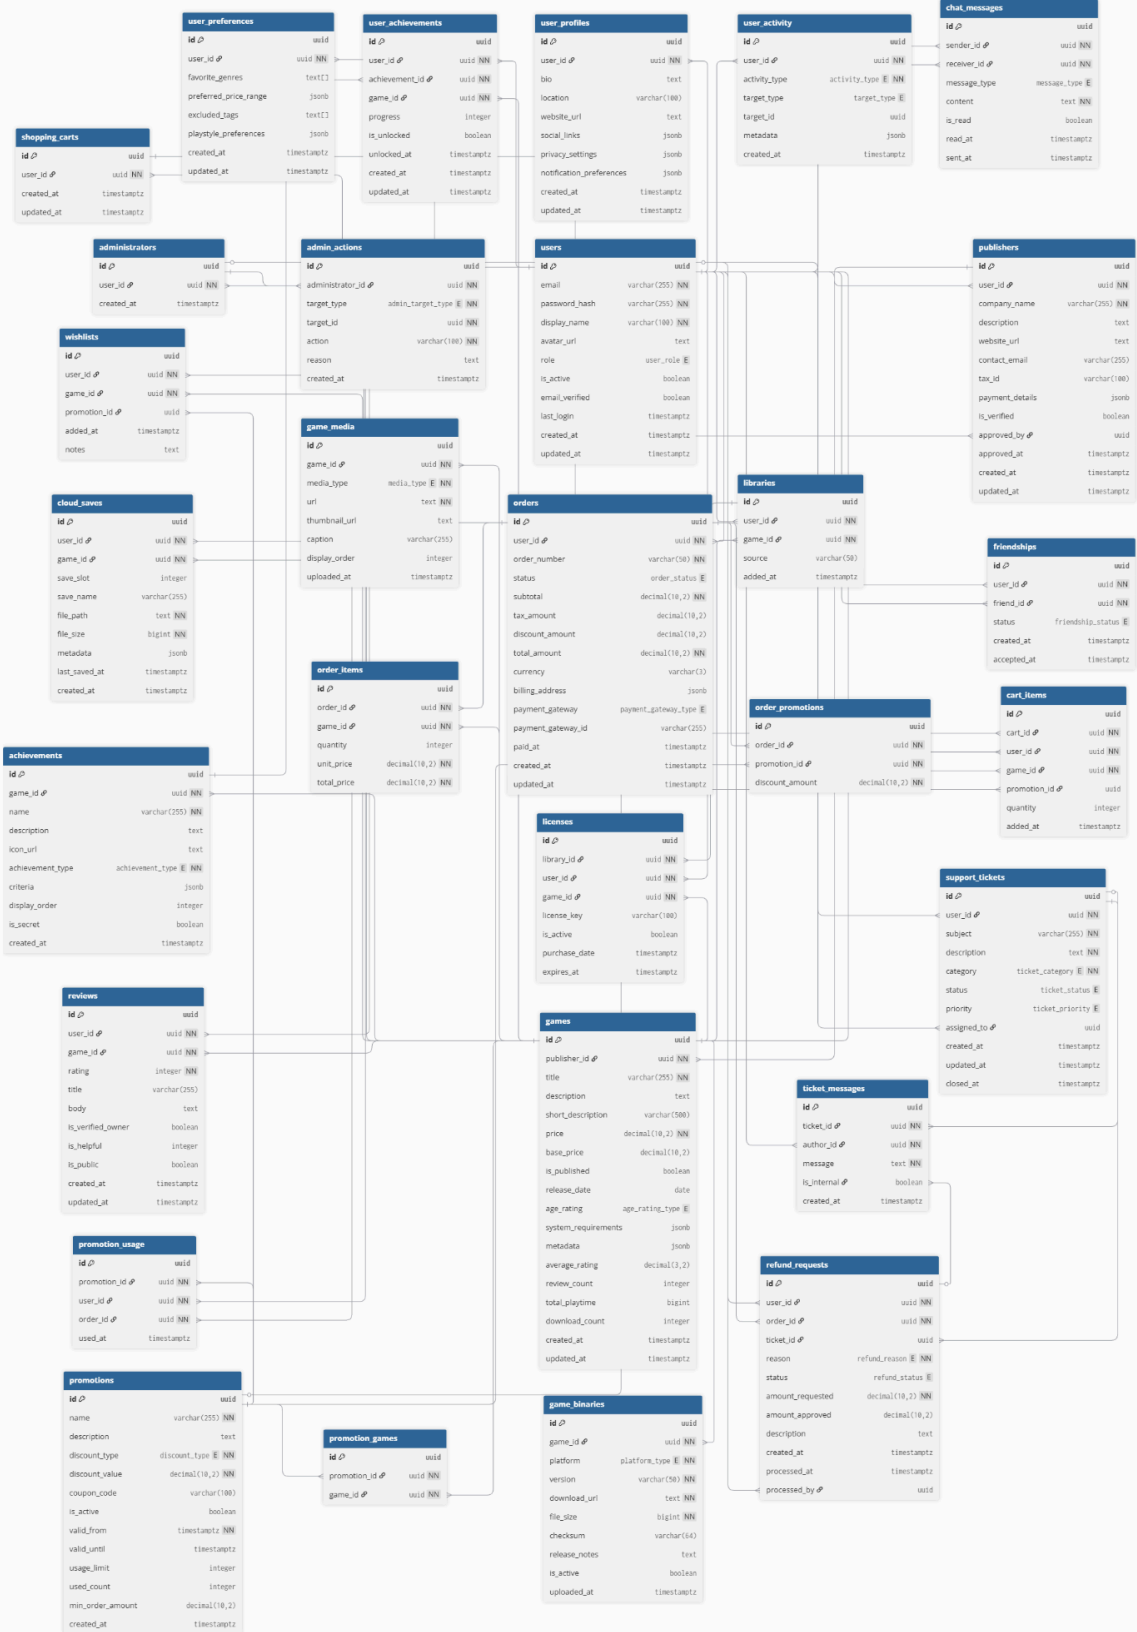 user_preferences
id uuid
user_id uuid NN
favorite_genres text[]
preferred_price_range jsonb
excluded_tags text[]
playstyle_preferences jsonb
created_at timestamptz
updated_at timestamptz
user_achievements
id uuid
user_id uuid NN
achievement_id uuid NN
game_id uuid NN
progress integer
is_unlocked boolean
unlocked_at timestamptz
created_at timestamptz
updated_at timestamptz
user_profiles
id uuid
user_id uuid NN
bio text
location varchar(100)
website_url text
social_links jsonb
privacy_settings jsonb
notification_preferences jsonb
created_at timestamptz
updated_at timestamptz
user_activity
id uuid
user_id uuid NN
activity_type activity_type E NN
target_type target_type E
target_id uuid
metadata jsonb
created_at timestamptz
chat_messages
id uuid
sender_id uuid NN
receiver_id uuid NN
message_type message_type E
content text NN
is_read boolean
read_at timestamptz
sent_at timestamptz
shopping_carts
id uuid
user_id uuid NN
created_at timestamptz
updated_at timestamptz
administrators
id uuid
user_id uuid NN
created_at timestamptz
admin_actions
id uuid
administrator_id uuid NN
target_type admin_target_type E NN
target_id uuid NN
action varchar(100) NN
reason text
created_at timestamptz
users
id uuid
email varchar(255) NN
password_hash varchar(255) NN
display_name varchar(100) NN
avatar_url text
role user_role E
is_active boolean
email_verified boolean
last_login timestamptz
created_at timestamptz
updated_at timestamptz
publishers
id uuid
user_id uuid NN
company_name varchar(255) NN
description text
website_url text
contact_email varchar(255)
tax_id varchar(100)
payment_details jsonb
is_verified boolean
approved_by uuid
approved_at timestamptz
created_at timestamptz
updated_at timestamptz
wishlists
id uuid
user_id uuid NN
game_id uuid NN
promotion_id uuid
added_at timestamptz
notes text
game_media
id uuid
game_id uuid NN
media_type media_type E NN
url text NN
thumbnail_url text
caption varchar(255)
display_order integer
uploaded_at timestamptz
cloud_saves
id uuid
user_id uuid NN
game_id uuid NN
save_slot integer
save_name varchar(255)
file_path text NN
file_size bigint NN
metadata jsonb
last_saved_at timestamptz
created_at timestamptz
orders
id uuid
user_id uuid NN
order_number varchar(50) NN
status order_status E
subtotal decimal(10,2) NN
tax_amount decimal(10,2)
discount_amount decimal(10,2)
total_amount decimal(10,2) NN
currency varchar(3)
billing_address jsonb
payment_gateway payment_gateway_type E
payment_gateway_id varchar(255)
paid_at timestamptz
created_at timestamptz
updated_at timestamptz
libraries
id uuid
user_id uuid NN
game_id uuid NN
source varchar(50)
added_at timestamptz
friendships
id uuid
user_id uuid NN
friend_id uuid NN
status friendship_status E
created_at timestamptz
accepted_at timestamptz
order_items
id uuid
order_id uuid NN
game_id uuid NN
quantity integer
unit_price decimal(10,2) NN
total_price decimal(10,2) NN
order_promotions
id uuid
order_id uuid NN
promotion_id uuid NN
discount_amount decimal(10,2) NN
cart_items
id uuid
cart_id uuid NN
user_id uuid NN
game_id uuid NN
promotion_id uuid
quantity integer
added_at timestamptz
achievements
id uuid
game_id uuid NN
name varchar(255) NN
description text
icon_url text
achievement_type achievement_type E NN
criteria jsonb
display_order integer
is_secret boolean
created_at timestamptz
licenses
id uuid
library_id uuid NN
user_id uuid NN
game_id uuid NN
license_key varchar(100)
is_active boolean
purchase_date timestamptz
expires_at timestamptz
support_tickets
id uuid
user_id uuid NN
subject varchar(255) NN
description text NN
category ticket_category E NN
status ticket_status E
priority ticket_priority E
assigned_to uuid
created_at timestamptz
updated_at timestamptz
closed_at timestamptz
reviews
id uuid
user_id uuid NN
game_id uuid NN
rating integer NN
title varchar(255)
body text
is_verified_owner boolean
is_helpful integer
is_public boolean
created_at timestamptz
updated_at timestamptz
games
id uuid
publisher_id uuid NN
title varchar(255) NN
description text
short_description varchar(500)
price decimal(10,2) NN
base_price decimal(10,2)
is_published boolean
release_date date
age_rating age_rating_type E
system_requirements jsonb
metadata jsonb
average_rating decimal(3,2)
review_count integer
total_playtime bigint
download_count integer
created_at timestamptz
updated_at timestamptz
ticket_messages
id uuid
ticket_id uuid NN
author_id uuid NN
message text NN
is_internal boolean
created_at timestamptz
promotion_usage
id uuid
promotion_id uuid NN
user_id uuid NN
order_id uuid NN
used_at timestamptz
refund_requests
id uuid
user_id uuid NN
order_id uuid NN
ticket_id uuid
reason refund_reason E NN
status refund_status E
amount_requested decimal(10,2) NN
amount_approved decimal(10,2)
description text
created_at timestamptz
processed_at timestamptz
processed_by uuid
promotions
id uuid
name varchar(255) NN
description text
discount_type discount_type E NN
discount_value decimal(10,2) NN
coupon_code varchar(100)
is_active boolean
valid_from timestamptz NN
valid_until timestamptz
usage_limit integer
used_count integer
min_order_amount decimal(10,2)
created_at timestamptz
promotion_games
id uuid
promotion_id uuid NN
game_id uuid NN
game_binaries
id uuid
game_id uuid NN
platform platform_type E NN
version varchar(50) NN
download_url text NN
file_size bigint NN
checksum varchar(64)
release_notes text
is_active boolean
uploaded_at timestamptz